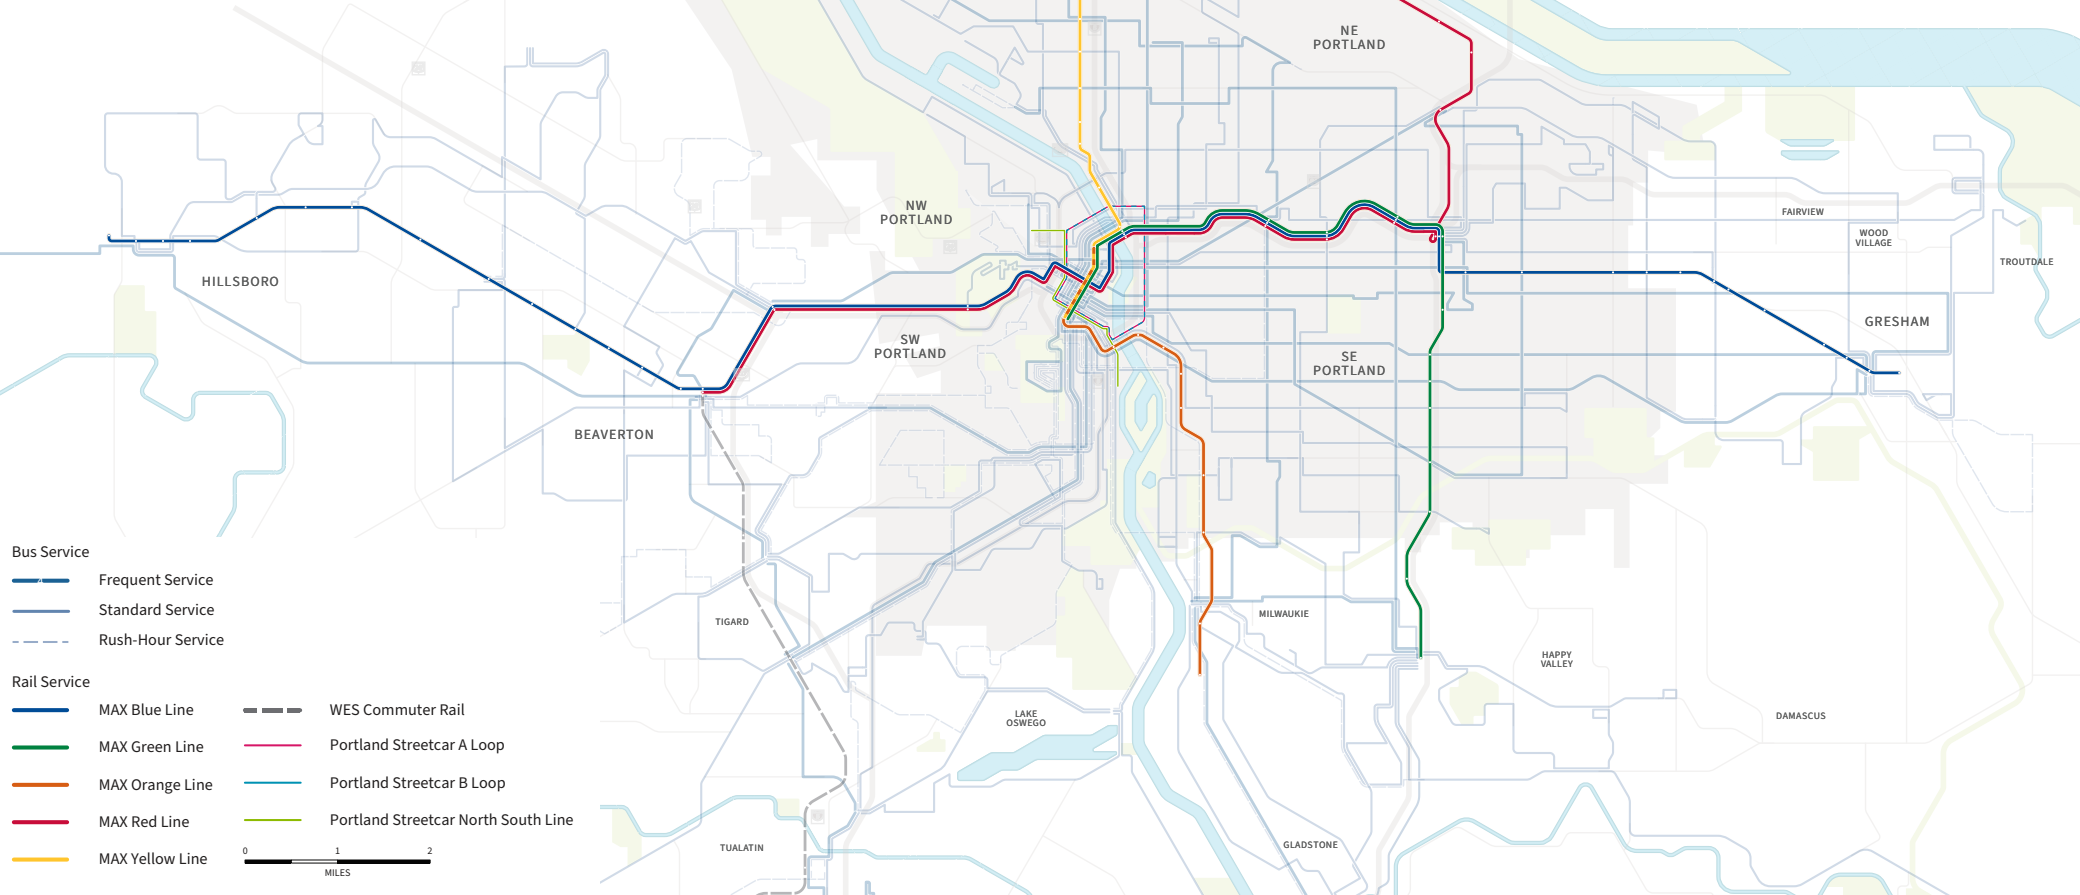 NE
PORTLAND
NW
PORTLAND
FAIRVIEW
WOOD
VILLAGE
TROUTDALE
HILLSBORO
GRESHAM
SW
PORTLAND
SE
PORTLAND
BEAVERTON
Bus Service
Frequent Service
Standard Service
Rush-Hour Service
TIGARD
MILWAUKIE
HAPPY
VALLEY
LAKE
OSWEGO
DAMASCUS
Rail Service
MAX Blue Line
MAX Green Line
MAX Orange Line
MAX Red Line
MAX Yellow Line
WES Commuter Rail
Portland Streetcar A Loop
Portland Streetcar B Loop
Portland Streetcar North South Line
0 1 2
MILES
TUALATIN
GLADSTONE